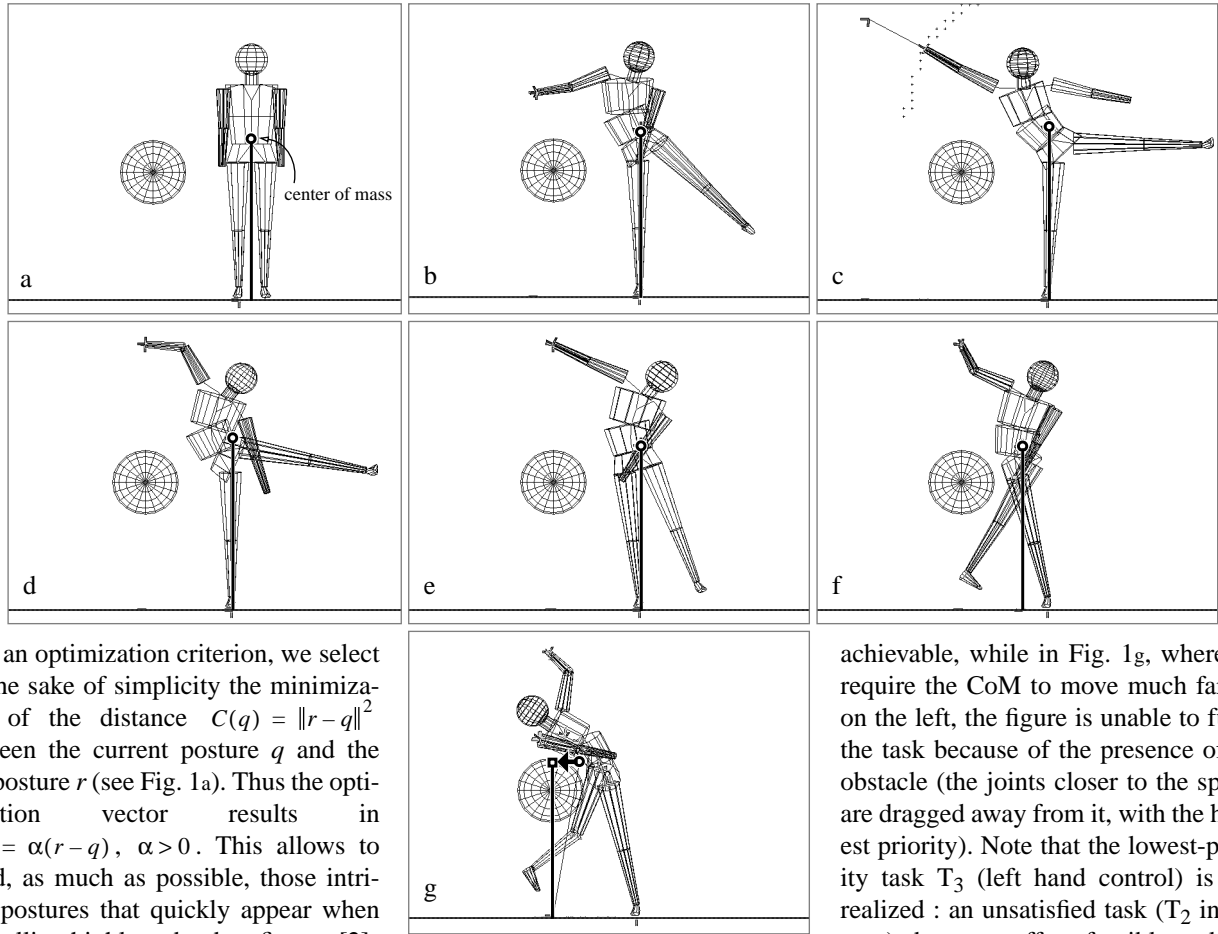 center of mass
a
b
c
d
e
f
an optimization criterion, we select
he sake of simplicity the minimiza-
of the distance C(q) = ||r – q||²
een the current posture q and the
posture r (see Fig. 1a). Thus the opti-
tion vector results in
= α(r – q), α > 0. This allows to
d, as much as possible, those intri-
postures that quickly appear when
g
achievable, while in Fig. 1g, where
require the CoM to move much far
on the left, the figure is unable to f
the task because of the presence of
obstacle (the joints closer to the sp
are dragged away from it, with the h
est priority). Note that the lowest-p
ity task T₃ (left hand control) is
realized : an unsatisfied task (T₂ in